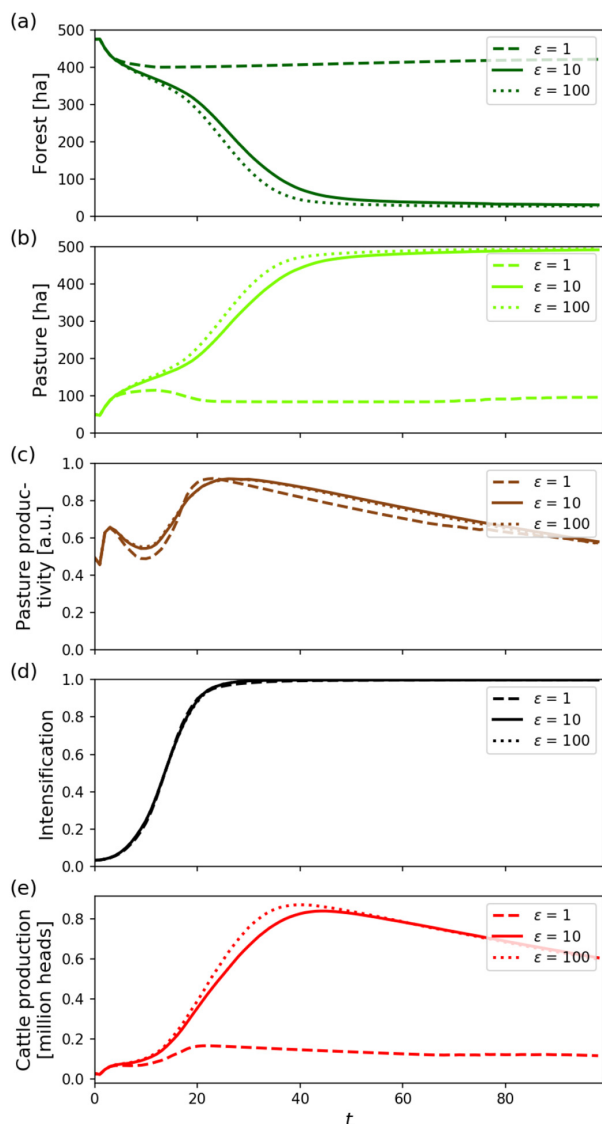 (a)
500
400
300
200
100
0
Forest [ha]
ε = 1
ε = 10
ε = 100
(b)
500
400
300
200
100
0
Pasture [ha]
ε = 1
ε = 10
ε = 100
(c)
1.0
0.8
0.6
0.4
0.2
0.0
Pasture produc-
tivity [a.u.]
ε = 1
ε = 10
ε = 100
(d)
1.0
0.8
0.6
0.4
0.2
0.0
Intensification
ε = 1
ε = 10
ε = 100
(e)
0.8
0.6
0.4
0.2
0.0
Cattle production
[million heads]
ε = 1
ε = 10
ε = 100
0 20 40 60 80
t